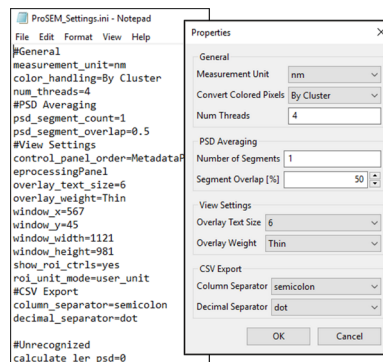 ProSEM_Settings.ini - Notepad
File Edit Format View Help
#General
measurement_unit=nm
color_handling=By Cluster
num_threads=4
#PSD Averaging
psd_segment_count=1
psd_segment_overlap=0.5
#View Settings
control_panel_order=MetadataP
eprocessingPanel
overlay_text_size=6
overlay_weight=Thin
window_x=567
window_y=45
window_width=1121
window_height=981
show_roi_ctrls=yes
roi_unit_mode=user_unit
#CSV Export
column_separator=semicolon
decimal_separator=dot
#Unrecognized
calculate_ler_psd=0
Properties
General
Measurement Unit nm
Convert Colored Pixels By Cluster
Num Threads 4
PSD Averaging
Number of Segments 1
Segment Overlap [%] 50
View Settings
Overlay Text Size 6
Overlay Weight Thin
CSV Export
Column Separator semicolon
Decimal Separator dot
OK Cancel